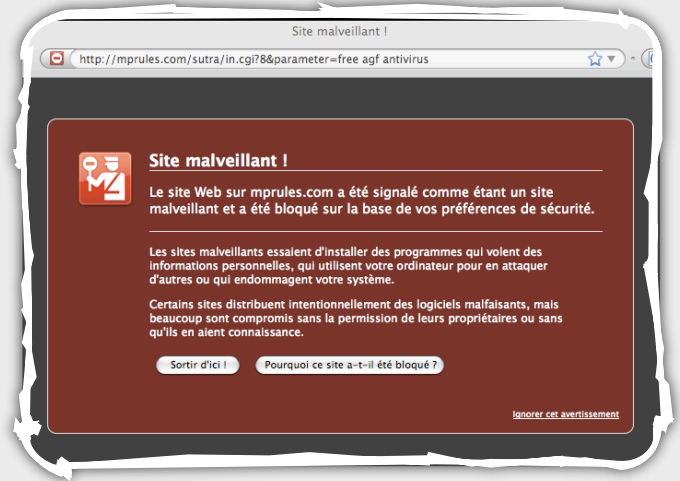 Site malveillant !
http://mprules.com/sutra/in.cgi?8&parameter=free agf antivirus
Site malveillant !
Le site Web sur mprules.com a été signalé comme étant un site
malveillant et a été bloqué sur la base de vos préférences de sécurité.
Les sites malveillants essaient d'installer des programmes qui volent des
informations personnelles, qui utilisent votre ordinateur pour en attaquer
d'autres ou qui endommagent votre système.
Certains sites distribuent intentionnellement des logiciels malfaisants, mais
beaucoup sont compromis sans la permission de leurs propriétaires ou sans
qu'ils en aient connaissance.
Sortir d'ici !
Pourquoi ce site a-t-il été bloqué ?
Ignorer cet avertissement